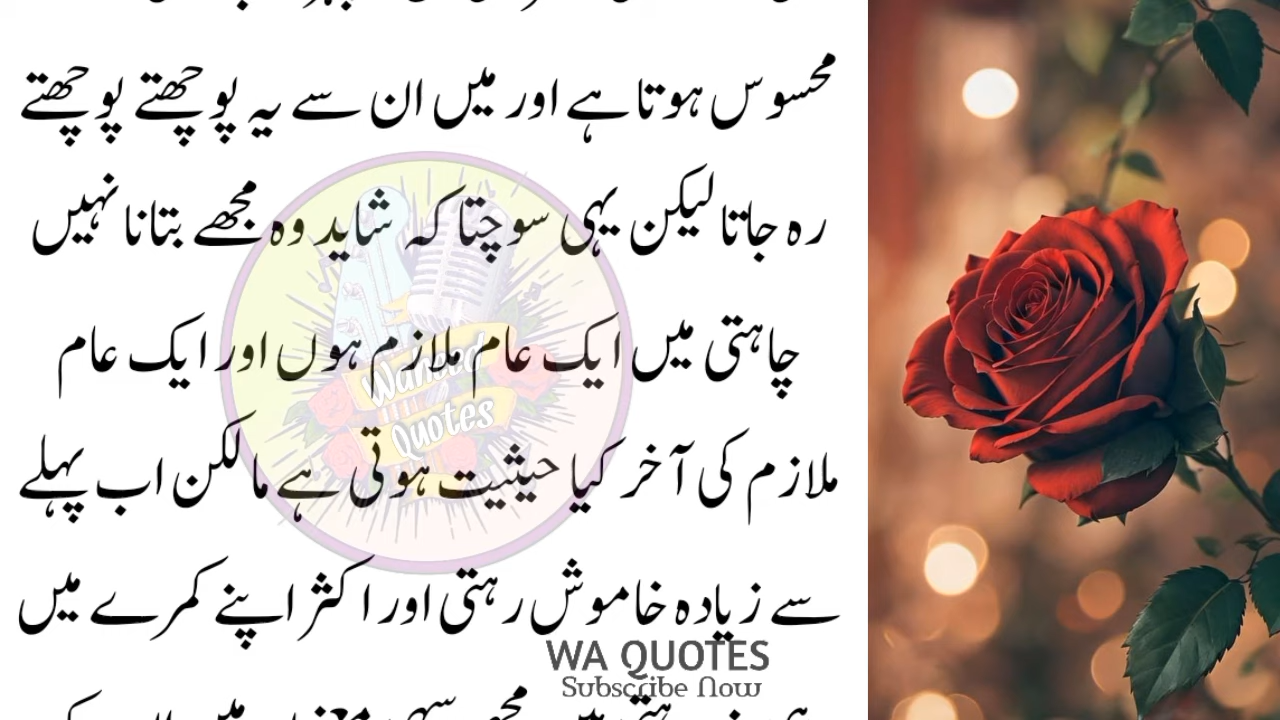 محسوس ہوتا ہے اور میں ان سے یہ پوچھتے پوچھتے
رہ جاتا لیکن یہی سوچتا کہ شاید وہ مجھے بتانا نہیں
چاہتی میں ایک عام ملازم ہوں اور ایک عام
ملازم کی آخر کیا حیثیت ہوتی ہے مالکن اب پہلے
سے زیادہ خاموش رہتی اور اکثر اپنے کمرے میں
Wander
Quotes
WA QUOTES
Subscribe Now